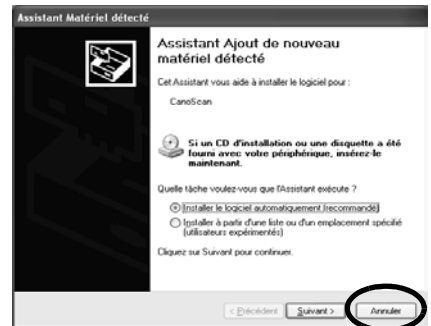 Assistant Matériel détecté
Assistant Ajout de nouveau
matériel détecté
Cet Assistant vous aide à installer le logiciel pour :
CanoScan
Si un CD d'installation ou une disquette a été
fourni avec votre périphérique, insérez-le
maintenant.
Quelle tâche voulez-vous que l'Assistant exécute ?
Installer le logiciel automatiquement (recommandé)
Installer à partir d'une liste ou d'un emplacement spécifié
(utilisateurs expérimentés)
Cliquez sur Suivant pour continuer.
< Précédent Suivant > Annuler